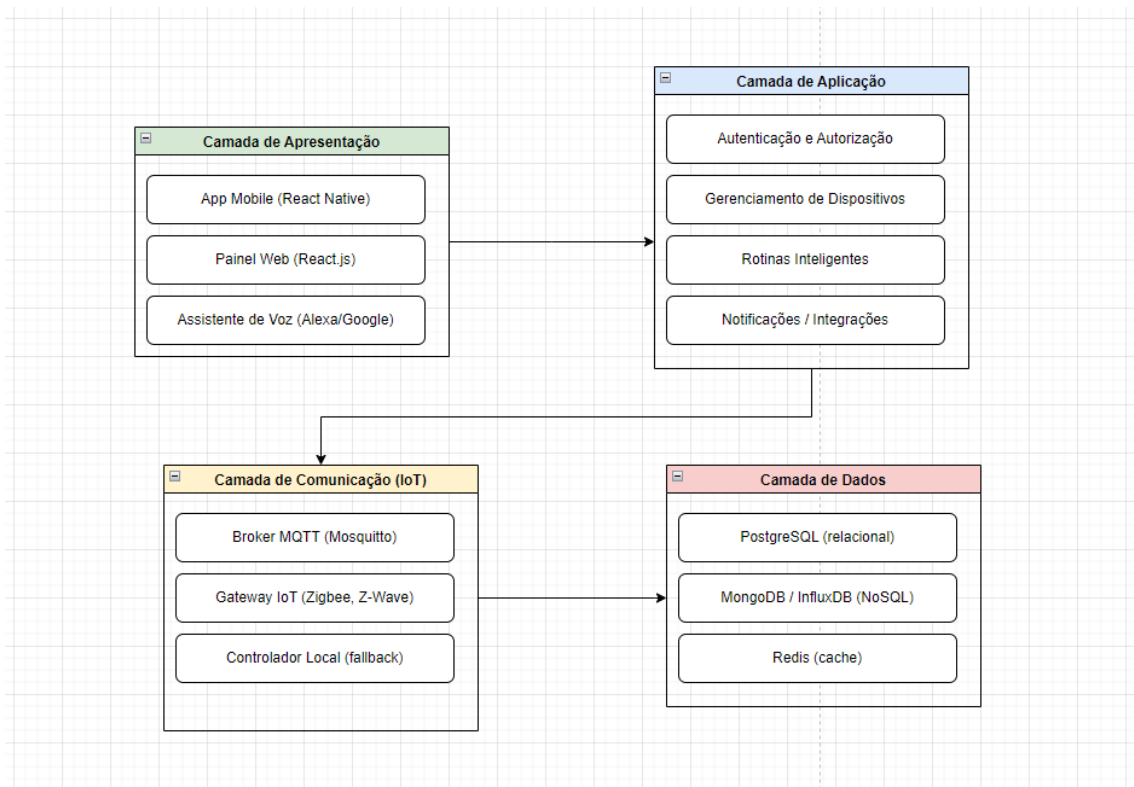 Camada de Apresentação
App Mobile (React Native)
Painel Web (React.js)
Assistente de Voz (Alexa/Google)
Camada de Aplicação
Autenticação e Autorização
Gerenciamento de Dispositivos
Rotinas Inteligentes
Notificações / Integrações
Camada de Comunicação (IoT)
Broker MQTT (Mosquitto)
Gateway IoT (Zigbee, Z-Wave)
Controlador Local (fallback)
Camada de Dados
PostgreSQL (relacional)
MongoDB / InfluxDB (NoSQL)
Redis (cache)